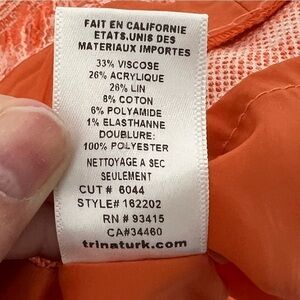 FAIT EN CALIFORNIE
ETATS.UNIS DES
MATERIAUX IMPORTES
33% VISCOSE
26% ACRYLIQUE
26% LIN
8% COTON
6% POLYAMIDE
1% ELASTHANNE
DOUBLURE:
100% POLYESTER
NETTOYAGE A SEC
SEULEMENT
CUT # 6044
STYLE# 162202
RN # 93415
CA#34460
trinaturk.com